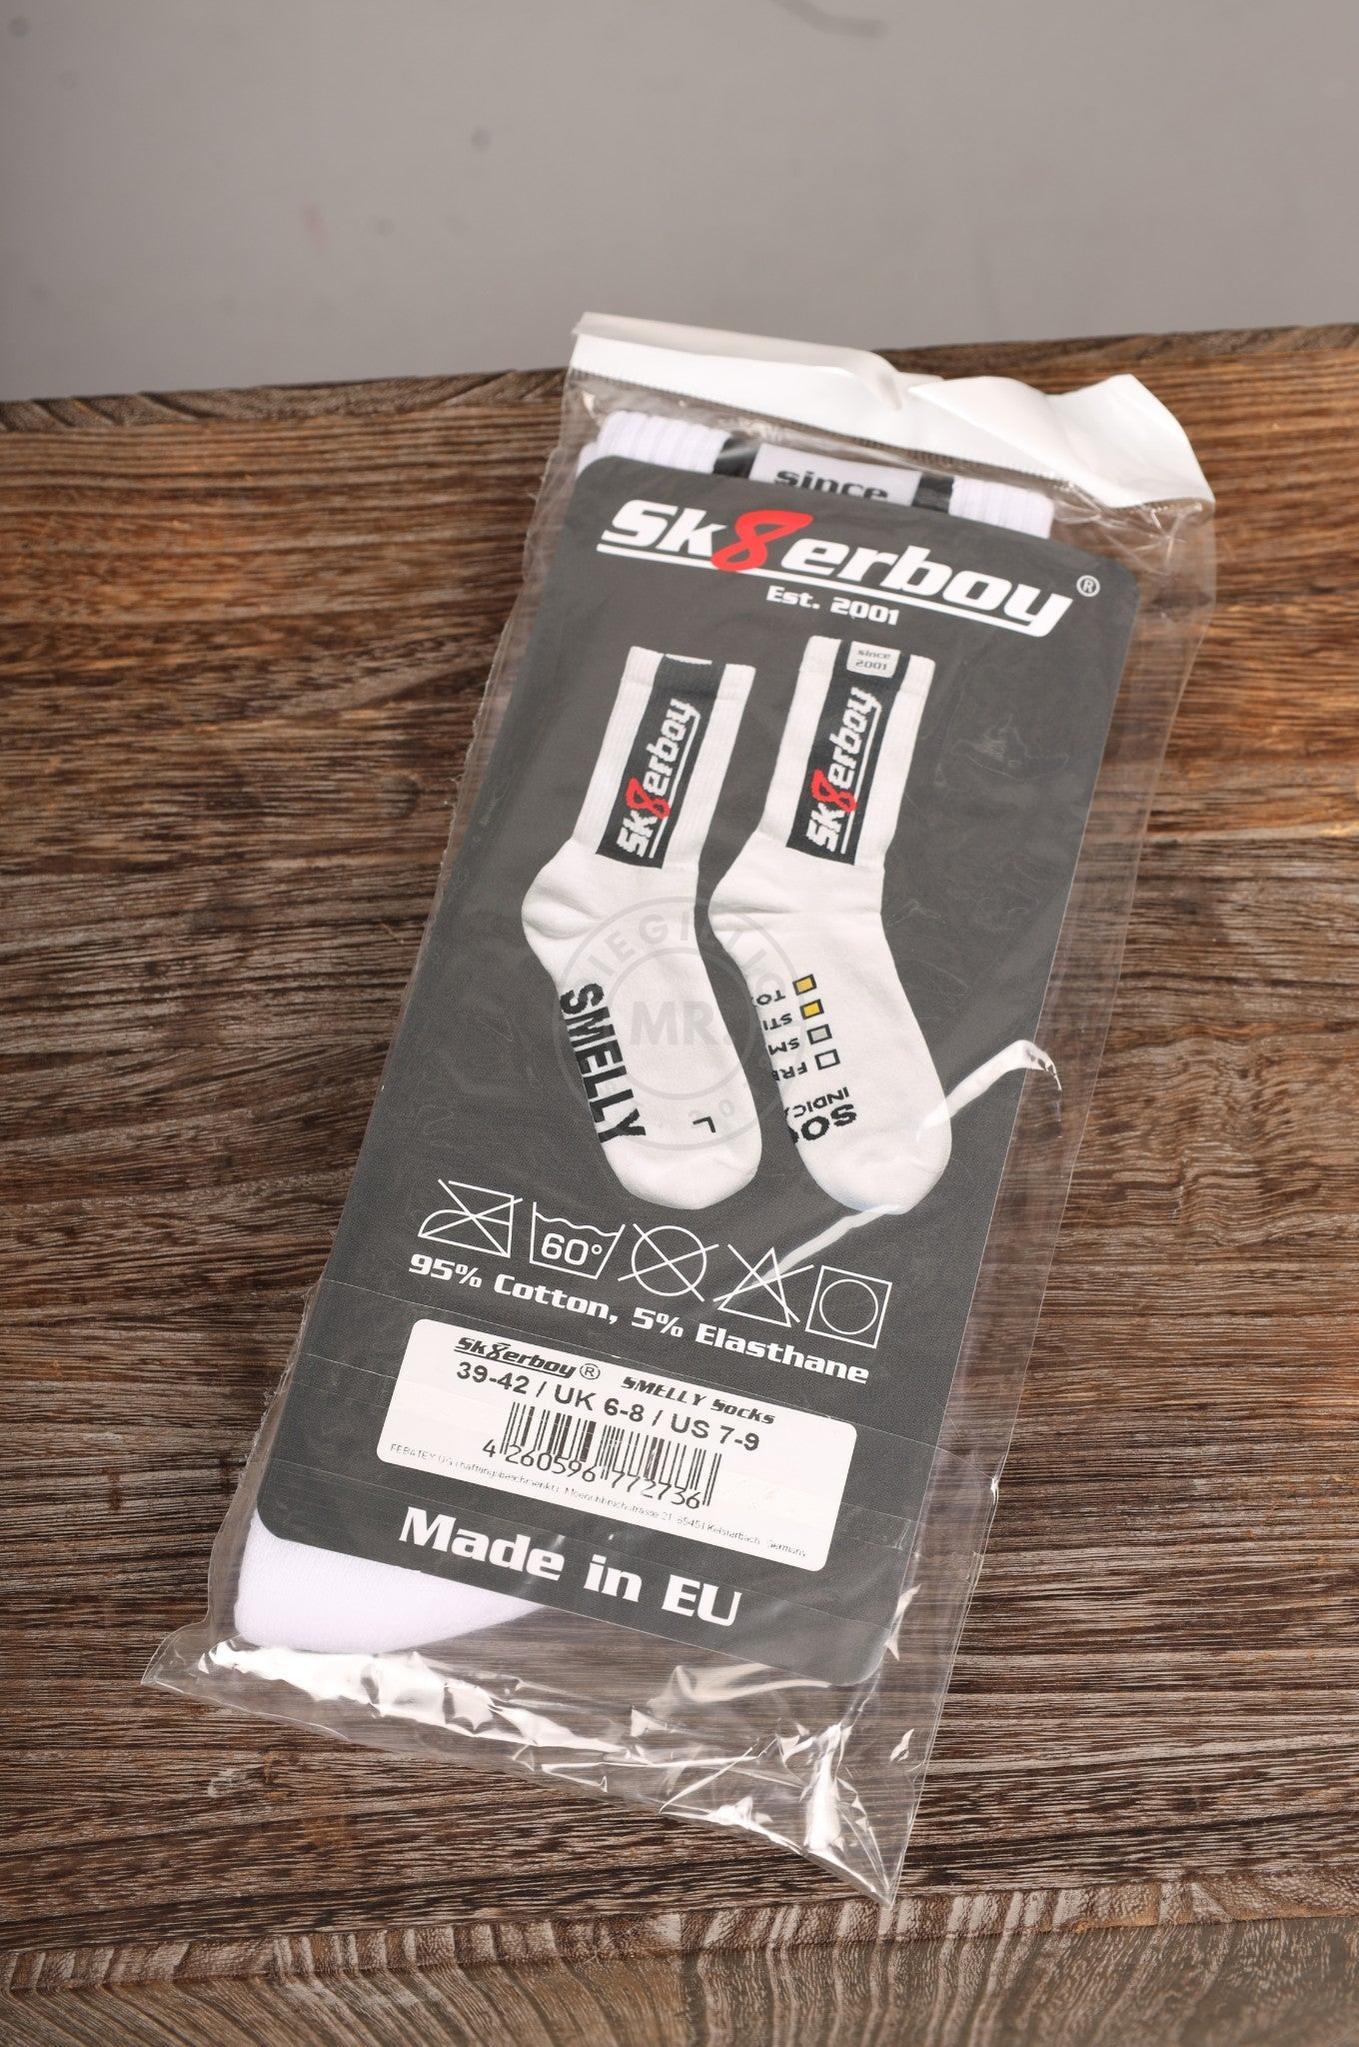 since
Sk8erboy®
Est. 2001
since
2001
Sk8erboy
Sk8erboy
SMELLY
L
60°
95% Cotton, 5% Elasthane
Sk8erboy® SMELLY Socks
39-42 / UK 6-8 / US 7-9
4 260596 772736
Made in EU
MR.